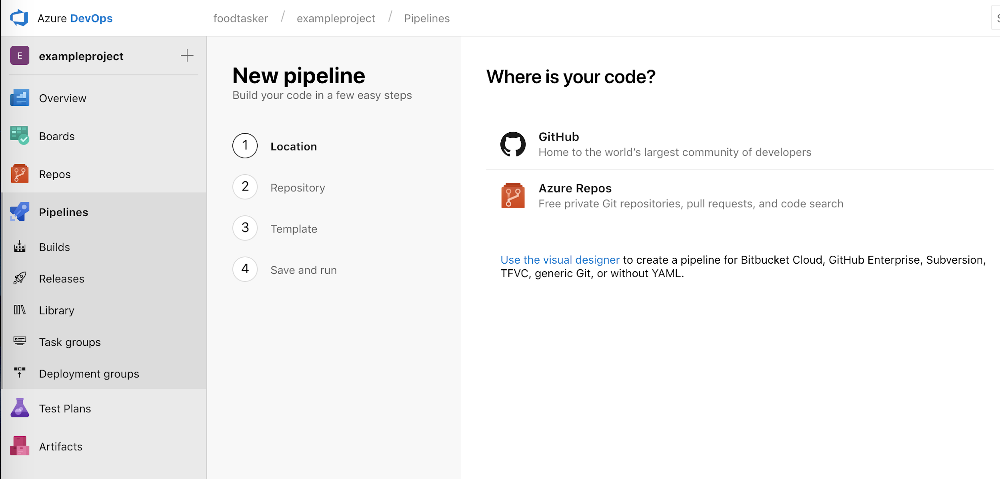 Azure DevOps
foodtasker / exampleproject / Pipelines
E
exampleproject
Overview
Boards
Repos
Pipelines
Builds
Releases
Library
Task groups
Deployment groups
Test Plans
Artifacts
New pipeline
Build your code in a few easy steps
1 Location
2 Repository
3 Template
4 Save and run
Where is your code?
GitHub
Home to the world’s largest community of developers
Azure Repos
Free private Git repositories, pull requests, and code search
Use the visual designer to create a pipeline for Bitbucket Cloud, GitHub Enterprise, Subversion,
TFVC, generic Git, or without YAML.